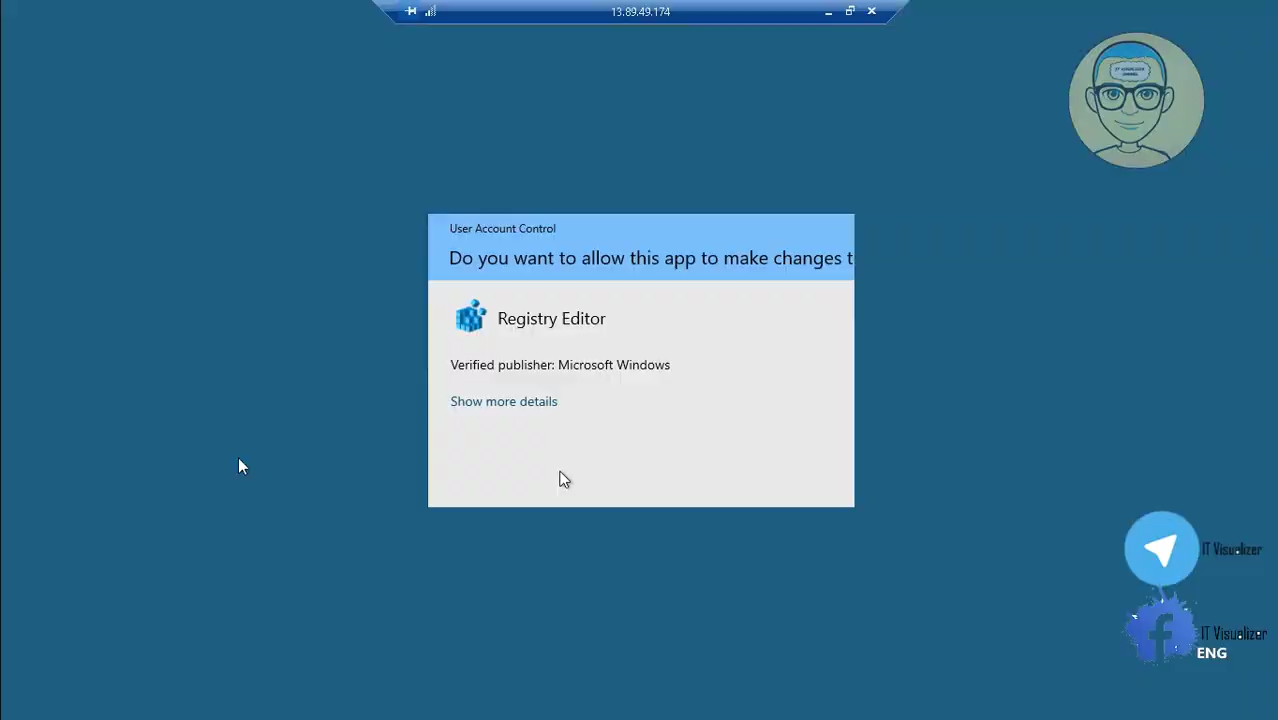 13.89.49.174
User Account Control
Do you want to allow this app to make changes t
Registry Editor
Verified publisher: Microsoft Windows
Show more details
IT Visualizer
IT Visualizer
ENG